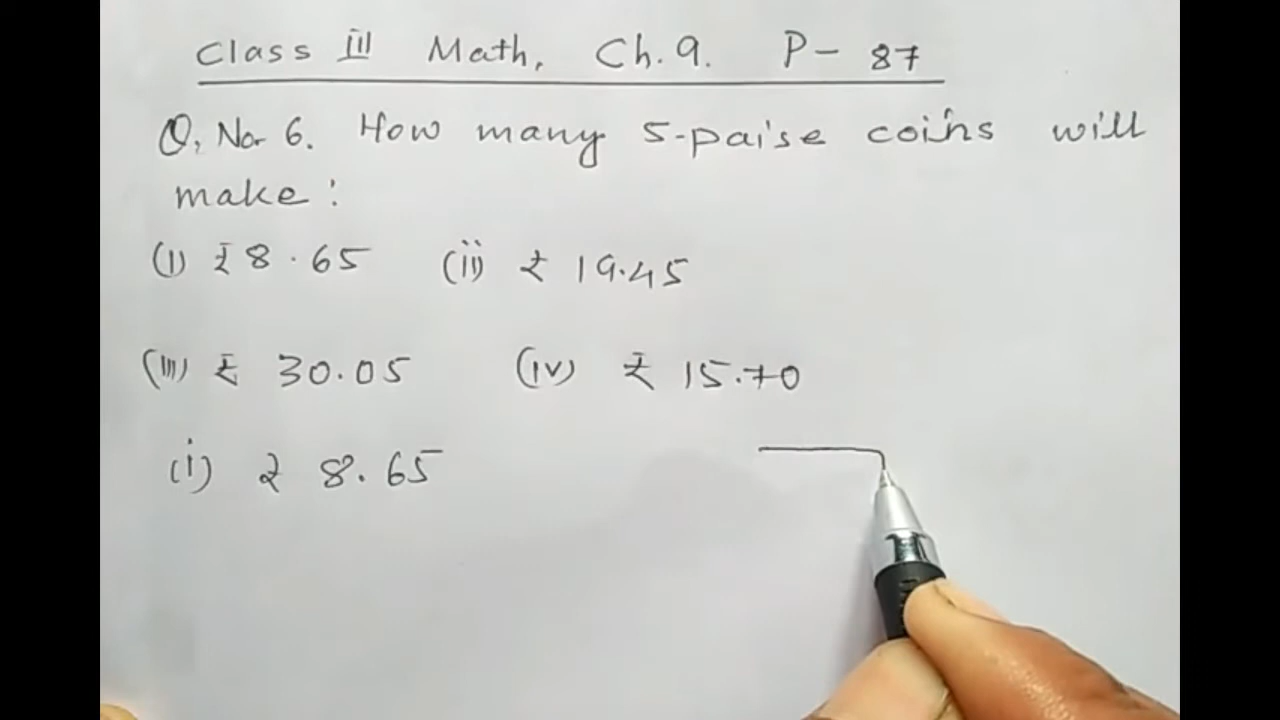 Class III Math, Ch.9. P- 87
Q. No 6. How many 5-paise coins will
make:
(i) ₹8.65 (ii) ₹ 19.45
(iii) ₹ 30.05 (iv) ₹ 15.70
(i) ₹ 8.65